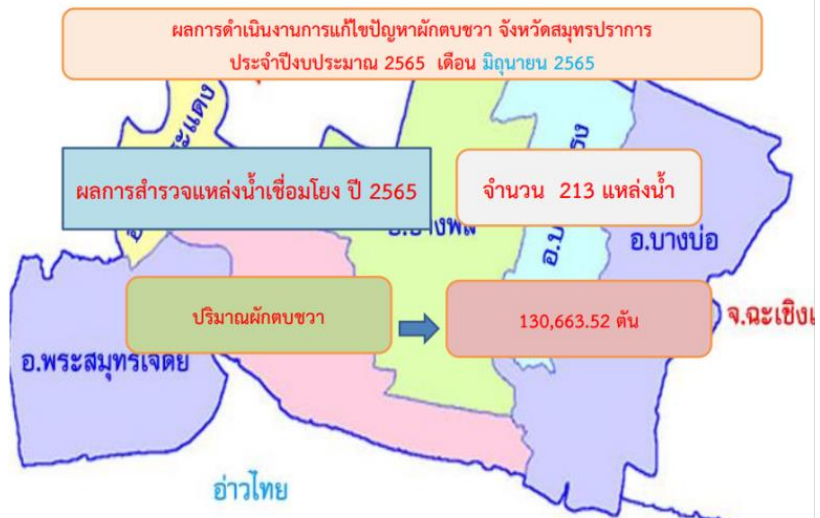 ผลการดำเนินงานการแก้ไขปัญหาผักตบชวา จังหวัดสมุทรปราการ
ประจำปีงบประมาณ 2565 เดือน มิถุนายน 2565
ผลการสำรวจแหล่งน้ำเชื่อมโยง ปี 2565
จำนวน 213 แหล่งน้ำ
อ.บางบ่อ
ปริมาณผักตบชวา
130,663.52 ตัน
อ.พระสมุทรเจดีย์
อ่าวไทย